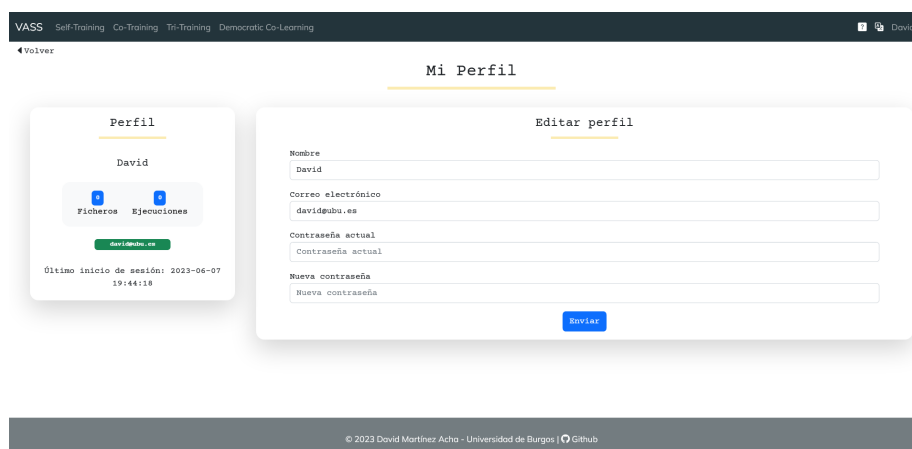 VASS Self-Training Co-Training Tri-Training Democratic Co-Learning David
Volver
Mi Perfil
Perfil
David
0 0
Ficheros Ejecuciones
david@ubu.es
Último inicio de sesión: 2023-06-07
19:44:18
Editar perfil
Nombre
David
Correo electrónico
david@ubu.es
Contraseña actual
Contraseña actual
Nueva contraseña
Nueva contraseña
Enviar
© 2023 David Martínez Acha - Universidad de Burgos | Github